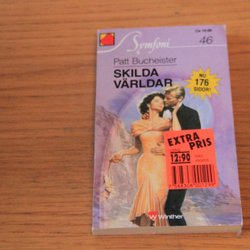 Symfoni
46
Patt Bucheister
SKILDA
VÄRLDAR
NU
176
SIDOR!
EXTRA
PRIS
12:90
Winther